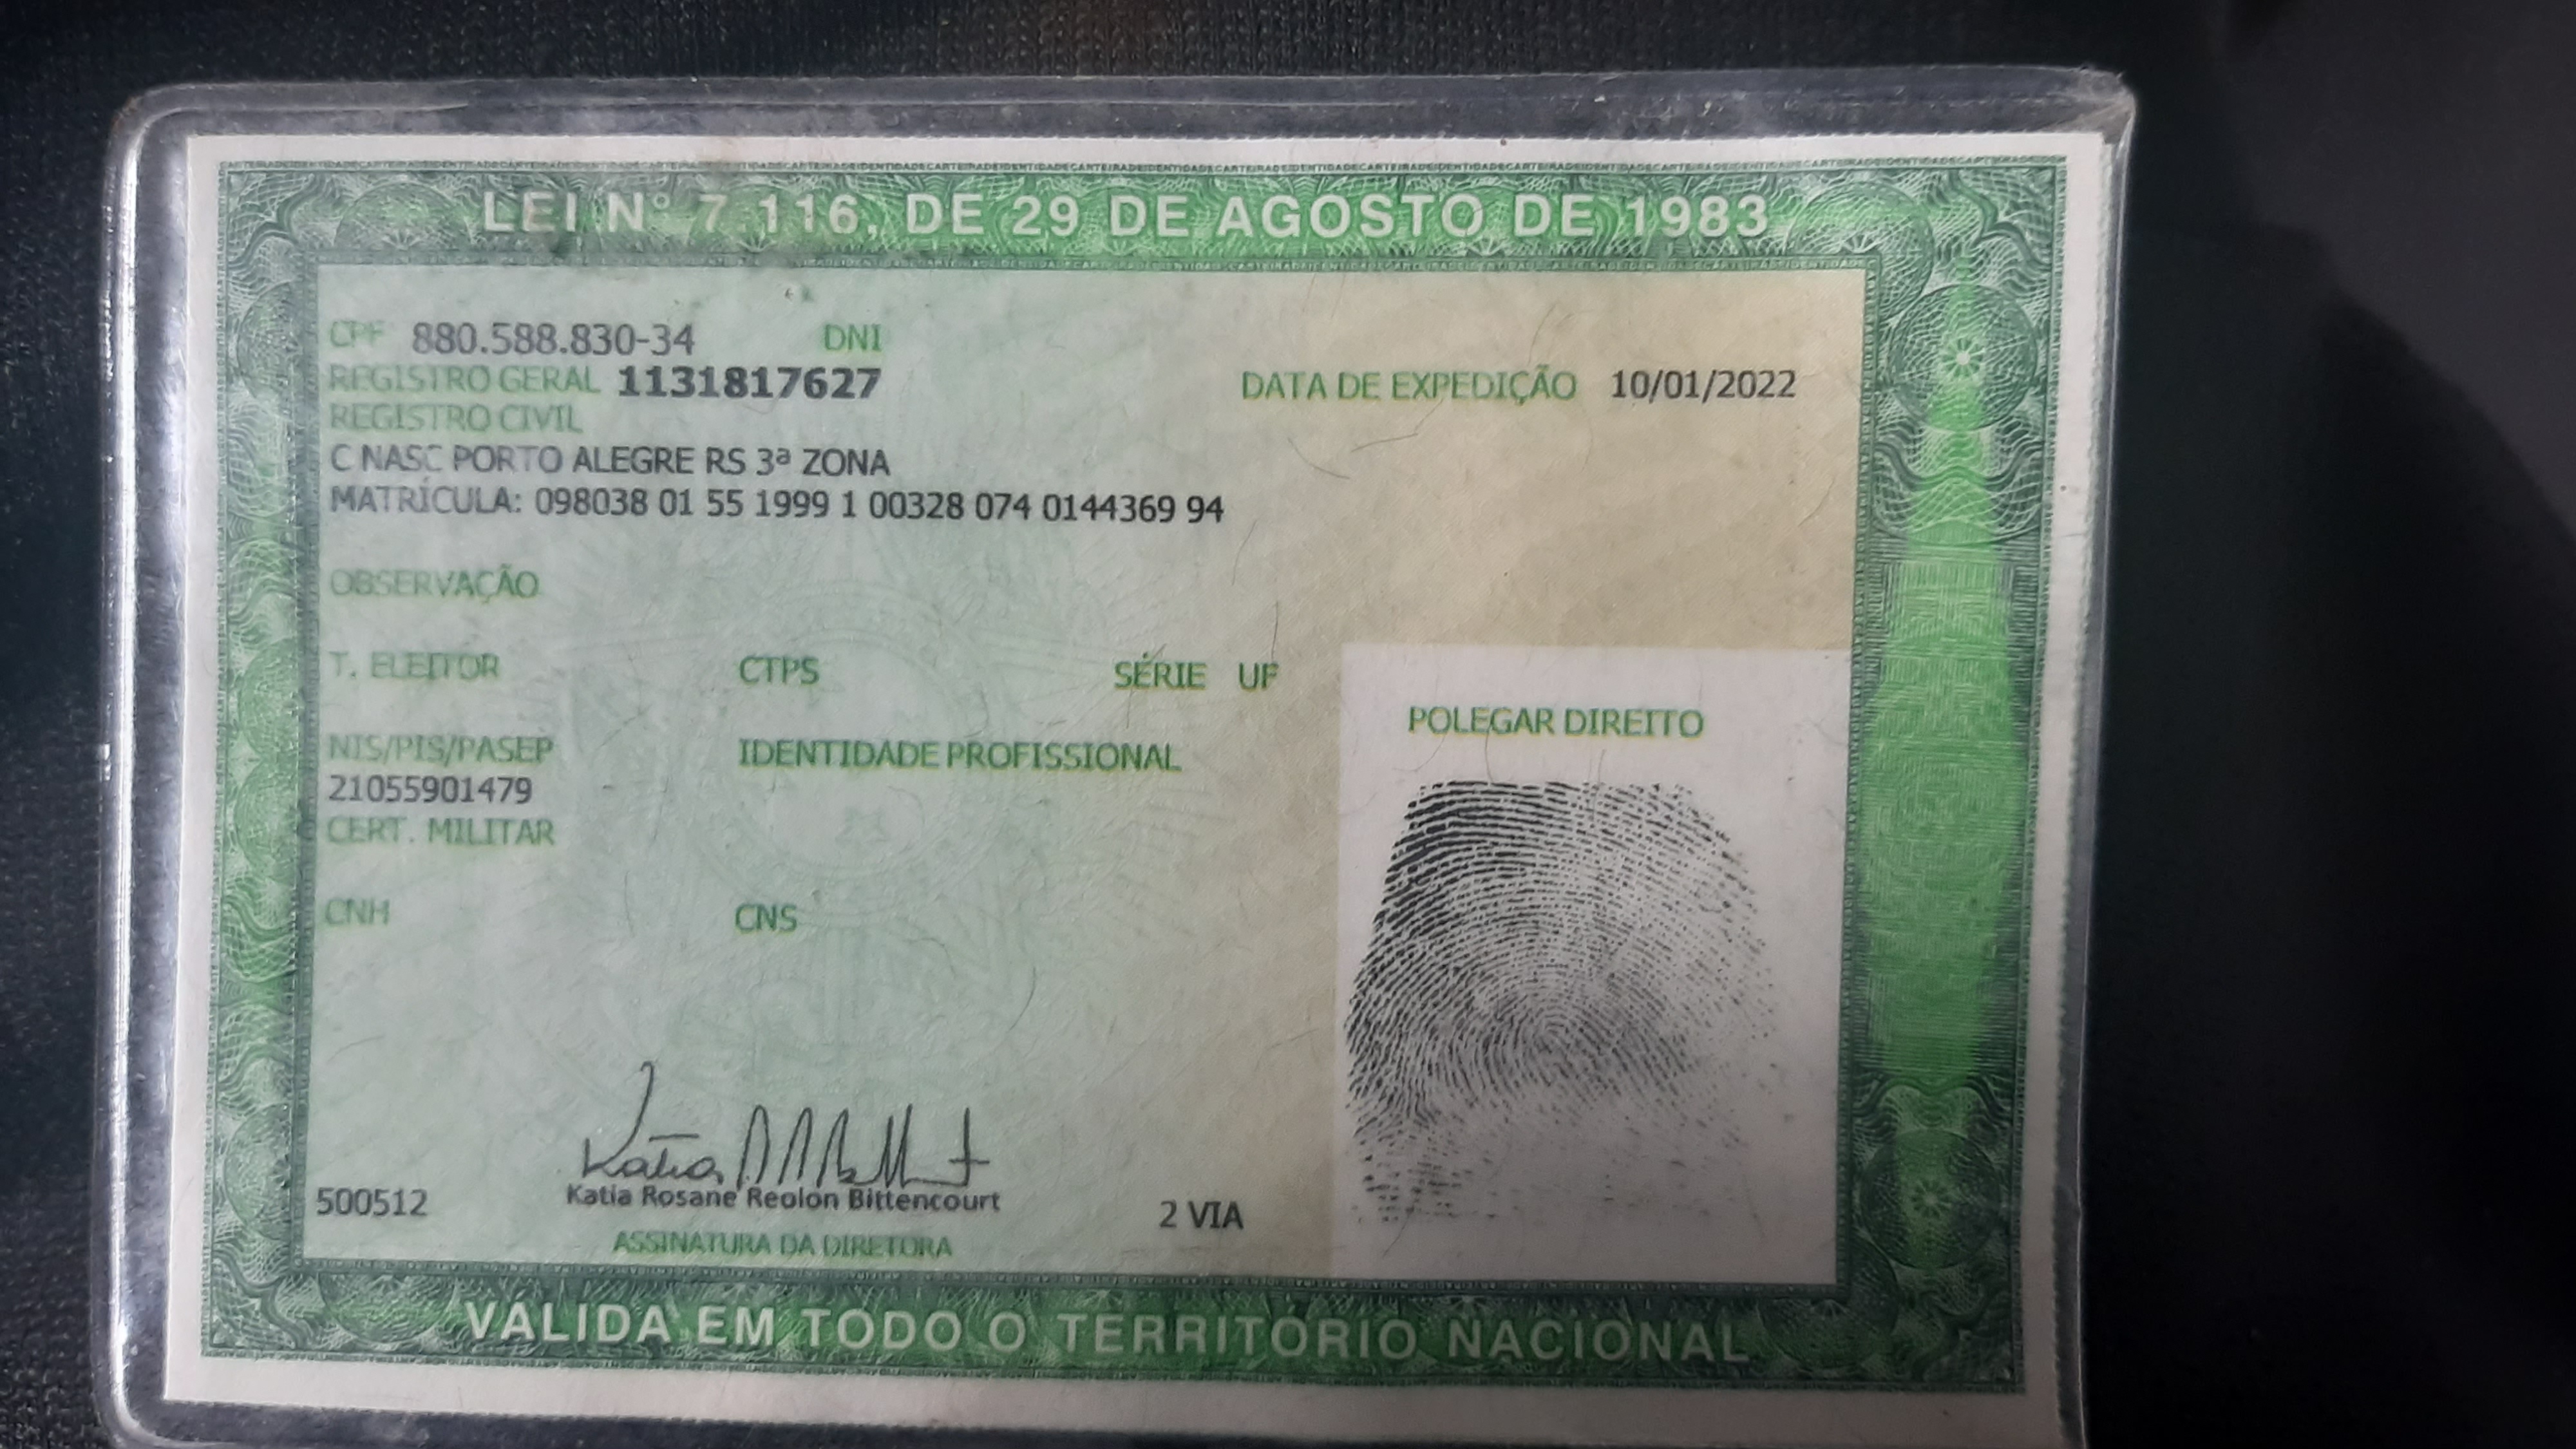 LEI Nº 7.116, DE 29 DE AGOSTO DE 1983
CPF 880.588.830-34 DNI
REGISTRO GERAL 1131817627 DATA DE EXPEDIÇÃO 10/01/2022
REGISTRO CIVIL
C NASC PORTO ALEGRE RS 3ª ZONA
MATRÍCULA: 098038 01 55 1999 1 00328 074 0144369 94
OBSERVAÇÃO
T. ELEITOR CTPS SÉRIE UF
NIS/PIS/PASEP IDENTIDADE PROFISSIONAL
21055901479
CERT. MILITAR
CNH CNS
POLEGAR DIREITO
500512 Katia Rosane Reolon Bittencourt 2 VIA
ASSINATURA DA DIRETORA
VALIDA EM TODO O TERRITÓRIO NACIONAL